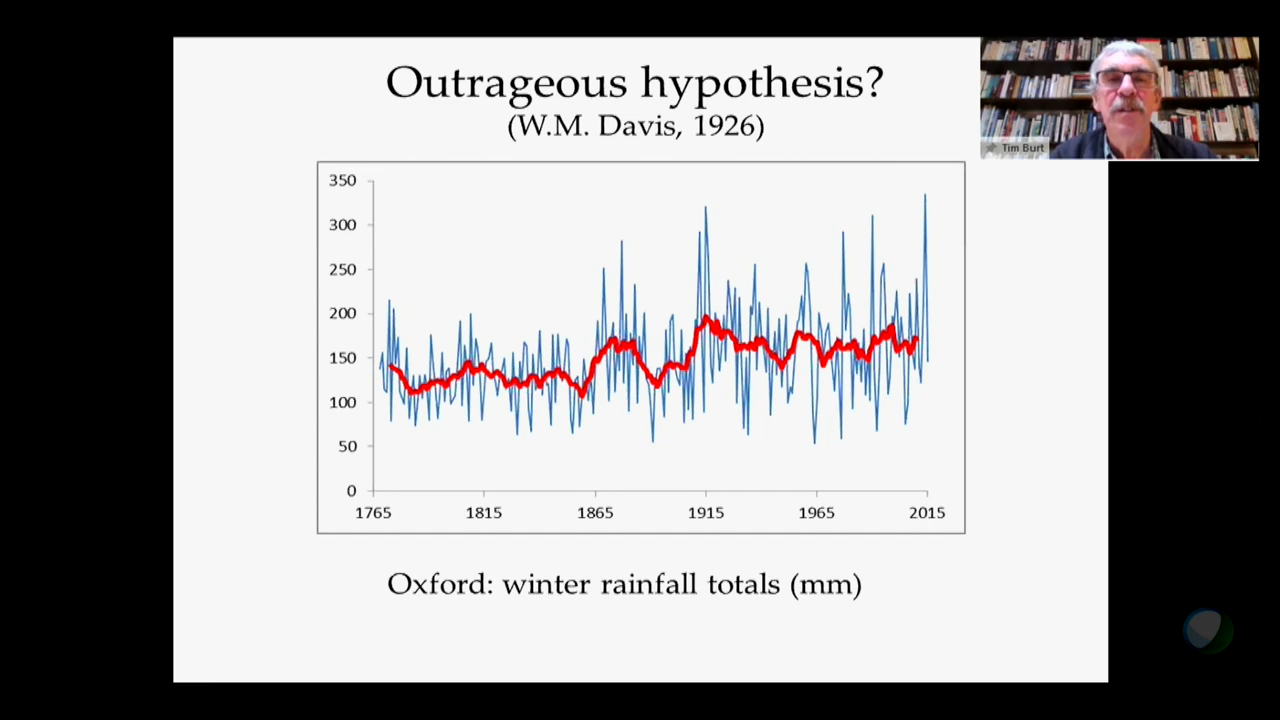 Outrageous hypothesis?
(W.M. Davis, 1926)
Tim Burt
350
300
250
200
150
100
50
0
1765 1815 1865 1915 1965 2015
Oxford: winter rainfall totals (mm)